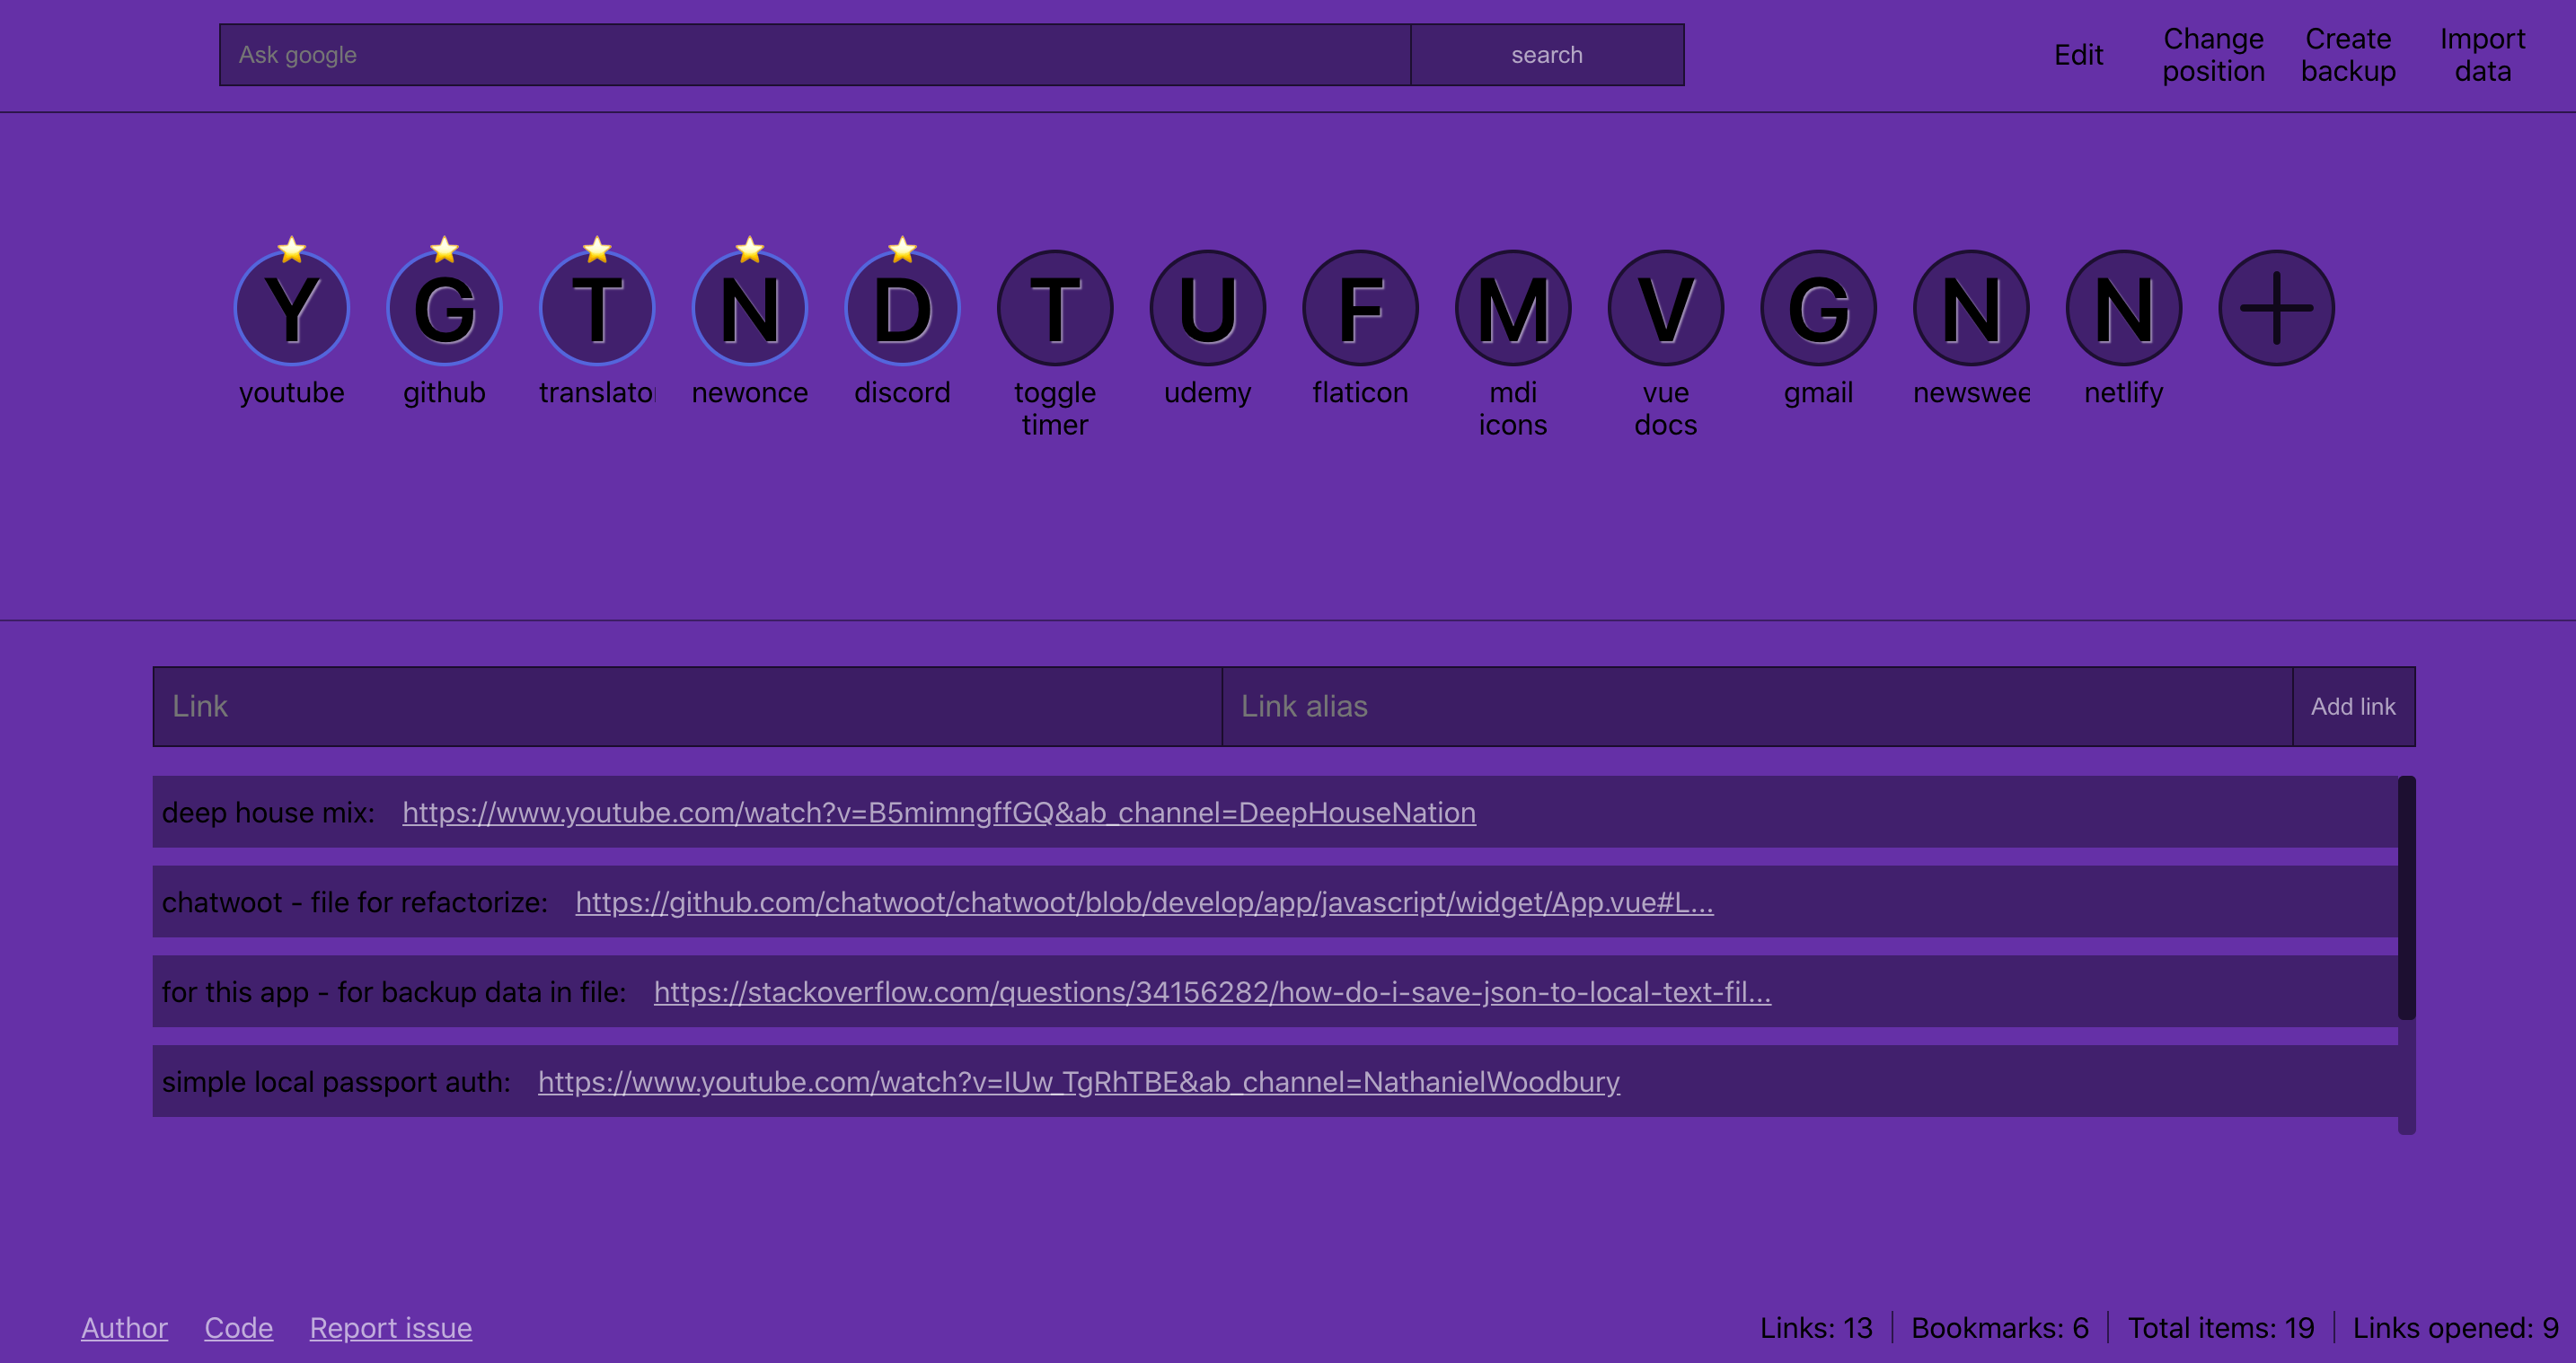 Ask google search Edit Change position Create backup Import data
Y G T N D T U F M V G N N
youtube github translator newonce discord toggle timer udemy flaticon mdi icons vue docs gmail newswee netlify
Link Link alias Add link
deep house mix: https://www.youtube.com/watch?v=B5mimngffGQ&ab_channel=DeepHouseNation
chatwoot - file for refactorize: https://github.com/chatwoot/chatwoot/blob/develop/app/javascript/widget/App.vue#L...
for this app - for backup data in file: https://stackoverflow.com/questions/34156282/how-do-i-save-json-to-local-text-fil...
simple local passport auth: https://www.youtube.com/watch?v=IUw_TgRhTBE&ab_channel=NathanielWoodbury
Author Code Report issue Links: 13 Bookmarks: 6 Total items: 19 Links opened: 9